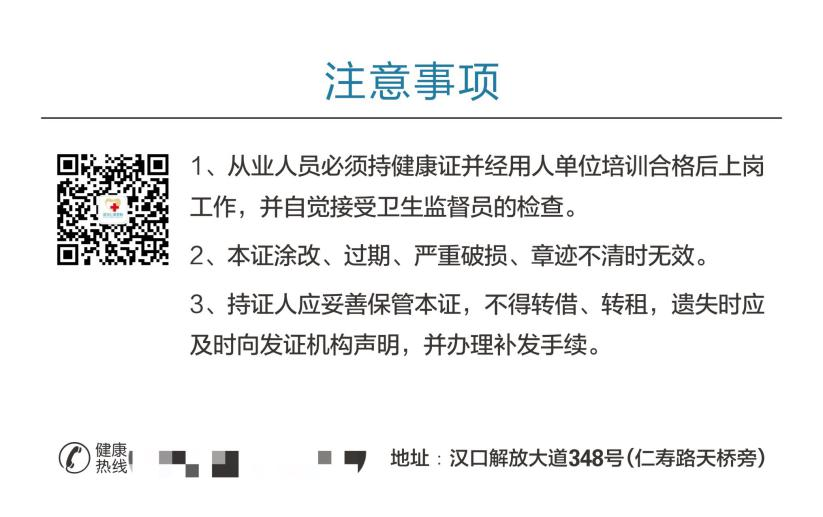 注意事项
1、从业人员必须持健康证并经用人单位培训合格后上岗
工作，并自觉接受卫生监督员的检查。
2、本证涂改、过期、严重破损、章迹不清时无效。
3、持证人应妥善保管本证，不得转借、转租，遗失时应
及时向发证机构声明，并办理补发手续。
健康
热线
地址：汉口解放大道348号（仁寿路天桥旁）